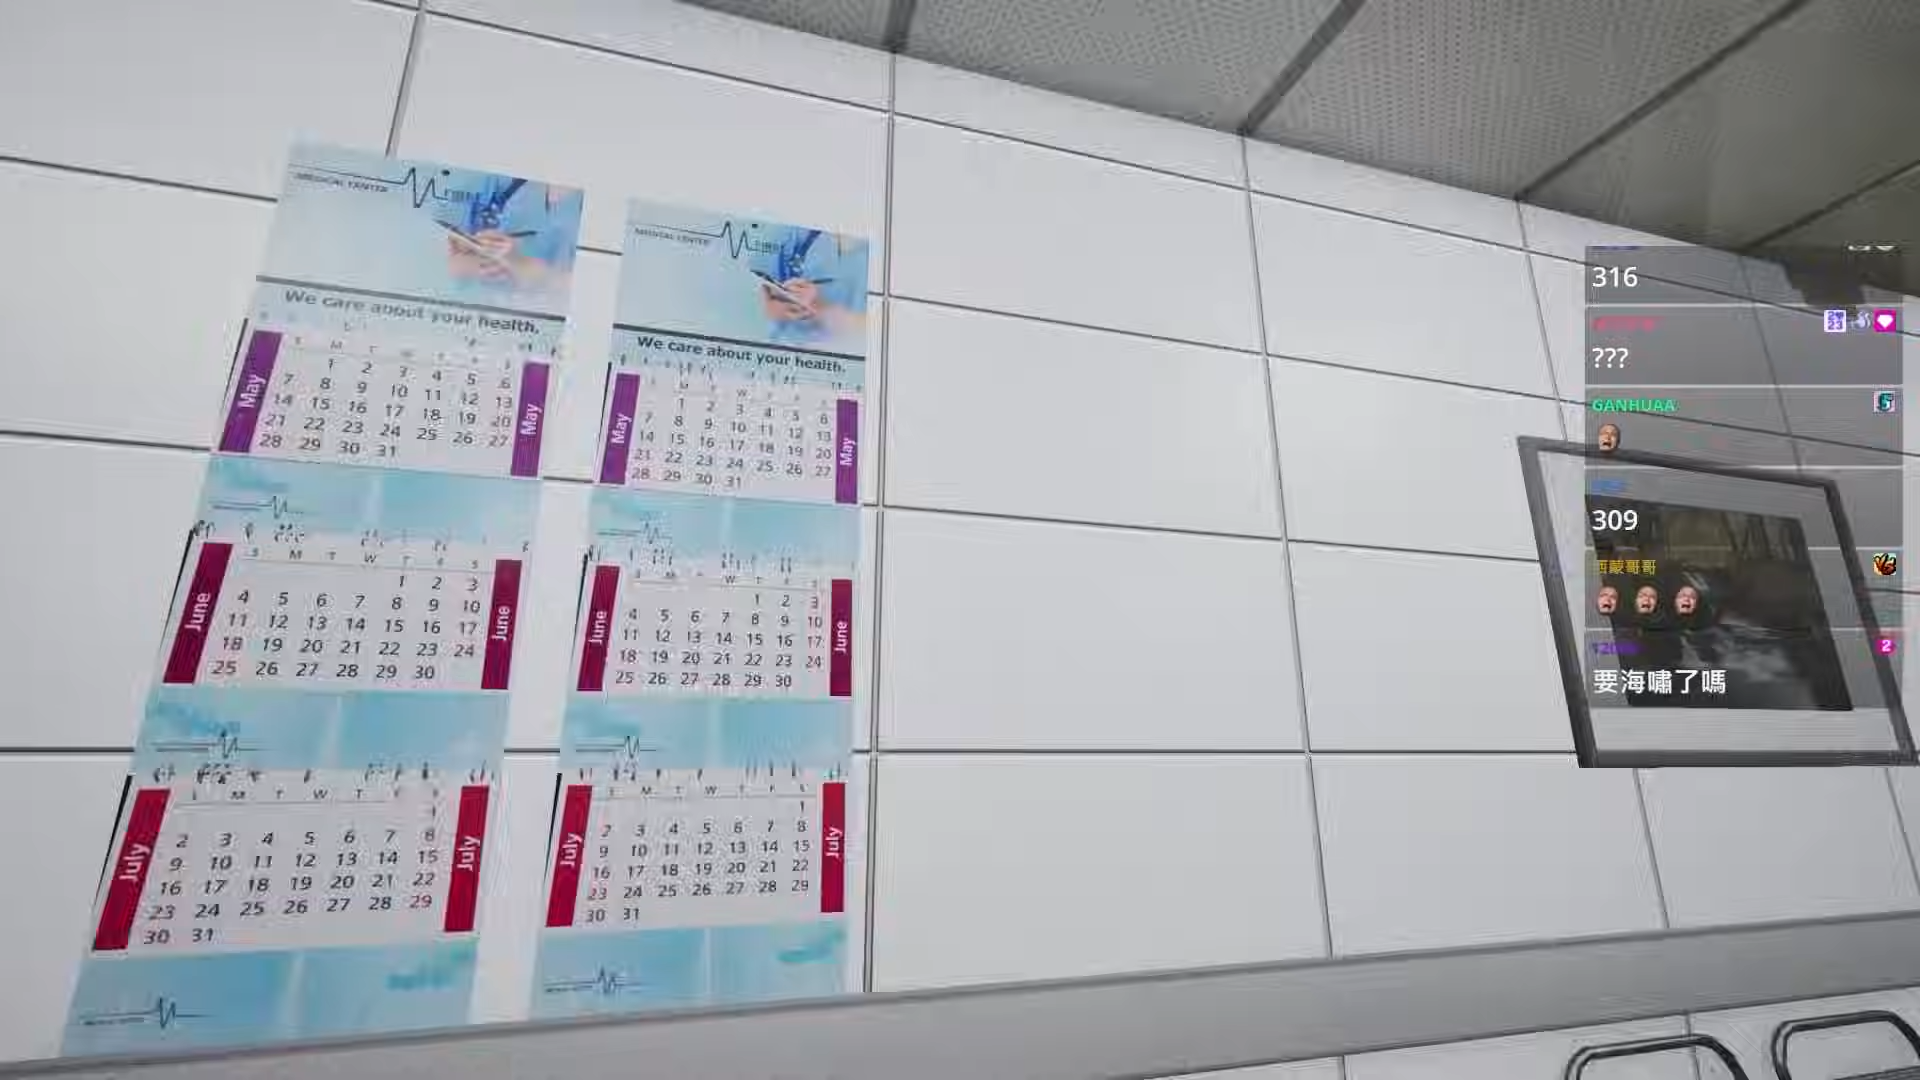 MEDICAL CENTER
We care about your health.
May
May
S M T W T F S
1 2 3 4 5 6
7 8 9 10 11 12 13
14 15 16 17 18 19 20
21 22 23 24 25 26 27
28 29 30 31
June
June
S M T W T F S
1 2 3
4 5 6 7 8 9 10
11 12 13 14 15 16 17
18 19 20 21 22 23 24
25 26 27 28 29 30
July
July
S M T W T F S
1
2 3 4 5 6 7 8
9 10 11 12 13 14 15
16 17 18 19 20 21 22
23 24 25 26 27 28 29
30 31
MEDICAL CENTER
We care about your health.
May
May
1 2 3 4 5 6
7 8 9 10 11 12 13
14 15 16 17 18 19 20
21 22 23 24 25 26 27
28 29 30 31
June
June
1 2 3
4 5 6 7 8 9 10
11 12 13 14 15 16 17
18 19 20 21 22 23 24
25 26 27 28 29 30
July
July
S M T W T F S
1
2 3 4 5 6 7 8
9 10 11 12 13 14 15
16 17 18 19 20 21 22
23 24 25 26 27 28 29
30 31
316
???
GANHUAA
309
西蒙哥哥
2
要海嘯了嗎